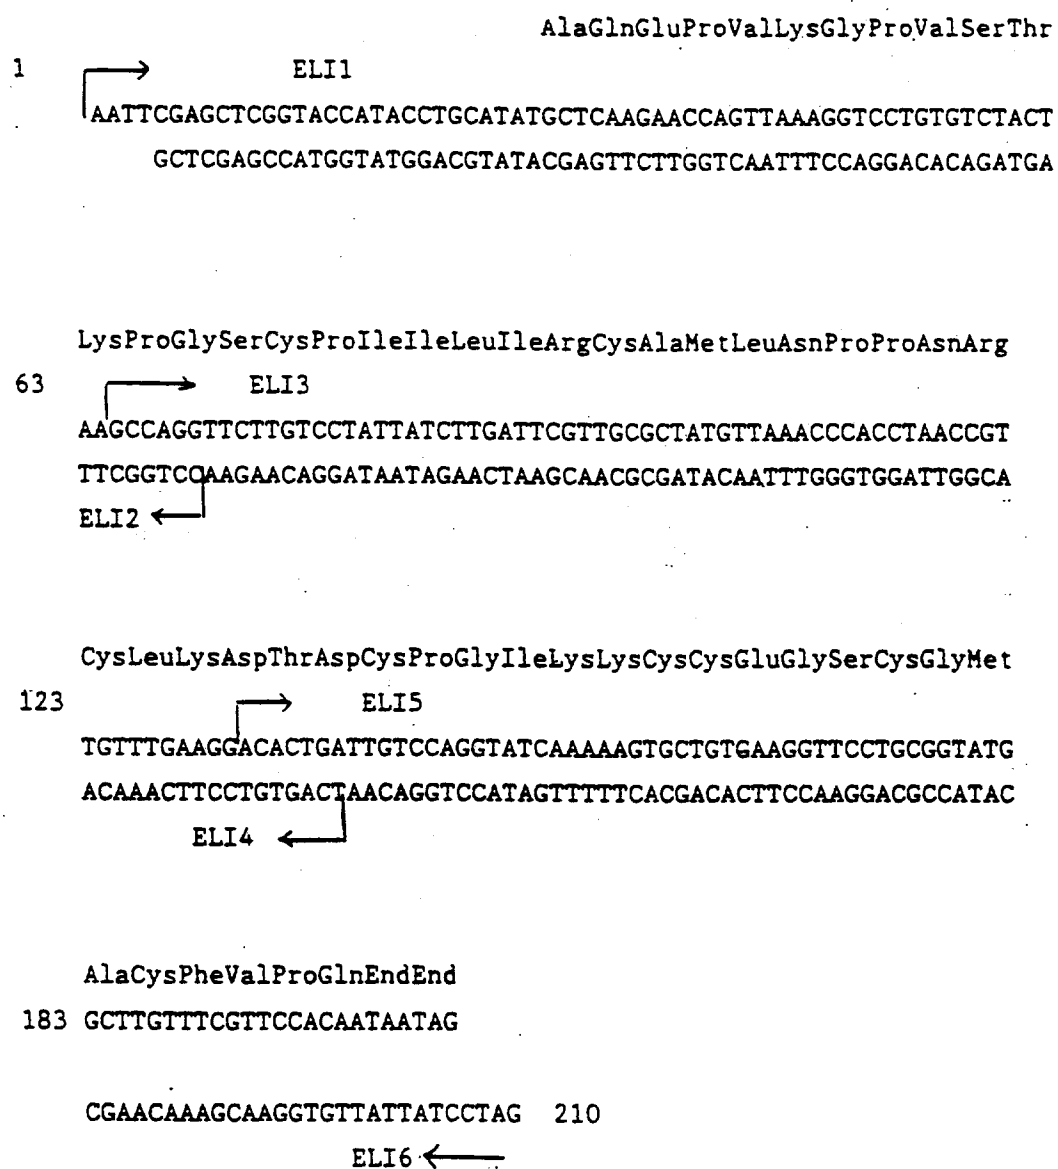 AlaGlnGluProValLysGlyProValSerThr
1 ELI1
AATTCGAGCTCGGTACCATACCTGCATATGCTCAAGAACCAGTTAAAGGTCCTGTGTCTACT
GCTCGAGCCATGGTATGGACGTATACGAGTTCTTGGTCAATTTCCAGGACACAGATGA
LysProGlySerCysProIleIleLeuIleArgCysAlaMetLeuAsnProProAsnArg
63 ELI3
AAGCCAGGTTCTTGTCCTATTATCTTGATTCGTTGCGCTATGTTAAACCCACCTAACCGT
TTCGGTCCAAGAACAGGATAATAGAACTAAGCAACGCGATACAATTTGGGTGGATTGGCA
ELI2
CysLeuLysAspThrAspCysProGlyIleLysLysCysCysGluGlySerCysGlyMet
123 ELI5
TGTTTGAAGGACACTGATTGTCCAGGTATCAAAAAGTGCTGTGAAGGTTCCTGCGGTATG
ACAAACTTCCTGTGACTAACAGGTCCATAGTTTTTCACGACACTTCCAAGGACGCCATAC
ELI4
AlaCysPheValProGlnEndEnd
183 GCTTGTTTCGTTCCACAATAATAG
CGAACAAAGCAAGGTGTTATTATCCTAG 210
ELI6